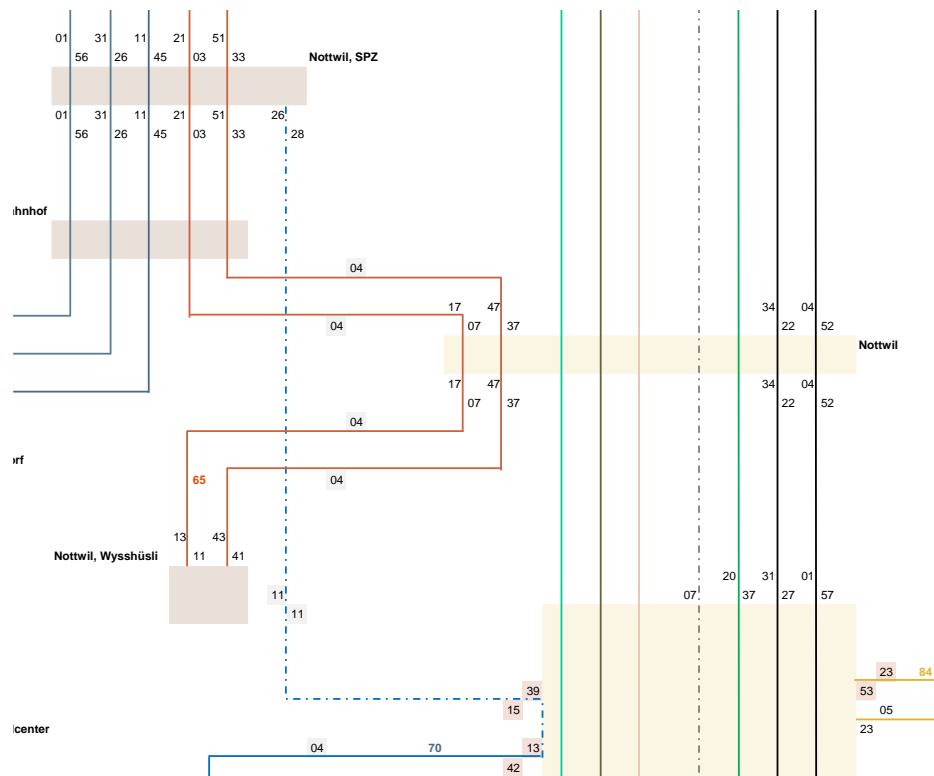 01 31 11 21 51
56 26 45 03 33 Nottwil, SPZ
01 31 11 21 51 26
56 26 45 03 33 28
04
17 47 34 04
04 07 37 22 52
Nottwil
17 47 34 04
07 37 22 52
04
65 04
13 43
Nottwil, Wysshüsli 11 41
20 31 01
11 07 37 27 57
11
23 84
39 53
15 05
23
04 70 13
42